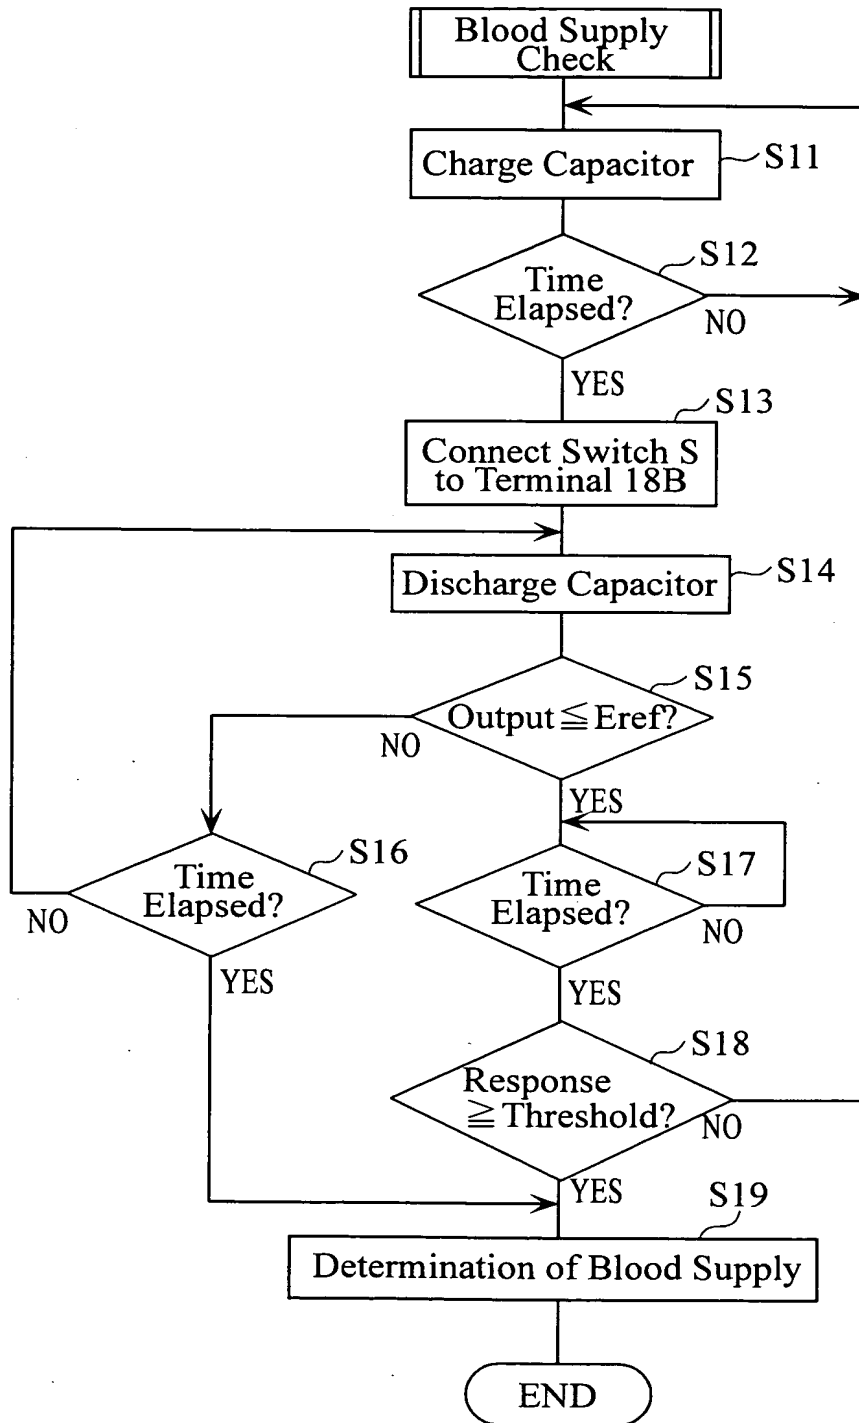 Blood Supply
Check
Charge Capacitor
S11
S12
Time
Elapsed?
NO
YES
S13
Connect Switch S
to Terminal 18B
Discharge Capacitor
S14
S15
Output≦Eref?
NO
YES
S16
Time
Elapsed?
NO
YES
S17
Time
Elapsed?
NO
YES
S18
Response
≧Threshold?
NO
YES
S19
Determination of Blood Supply
END